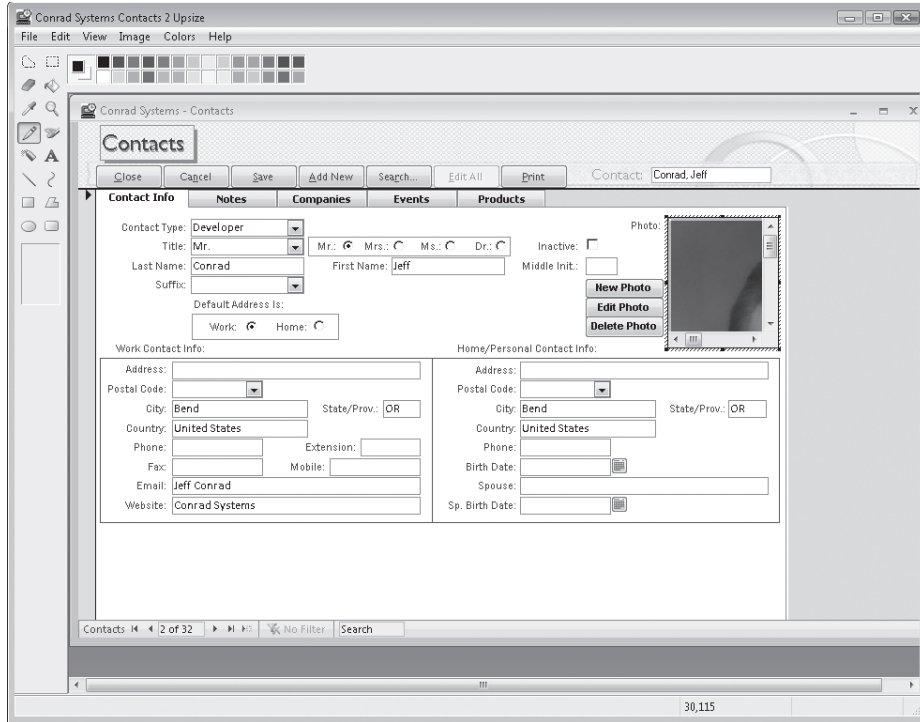 Conrad Systems Contacts 2 Upsize
File Edit View Image Colors Help
Conrad Systems - Contacts
Contacts
Close Cancel Save Add New Search... Edit All Print Contact: Conrad, Jeff
Contact Info Notes Companies Events Products
Contact Type: Developer Photo:
Title: Mr. Mr.: Mrs.: Ms.: Dr.: Inactive:
Last Name: Conrad First Name: Jeff Middle Init.:
Suffix: New Photo
Default Address Is: Edit Photo
Work: Home: Delete Photo
Work Contact Info: Home/Personal Contact Info:
Address: Address:
Postal Code: Postal Code:
City: Bend State/Prov.: OR City: Bend State/Prov.: OR
Country: United States Country: United States
Phone: Extension: Phone:
Fax: Mobile: Birth Date:
Email: Jeff Conrad Spouse:
Website: Conrad Systems Sp. Birth Date:
Contacts 2 of 32 No Filter Search
30,115